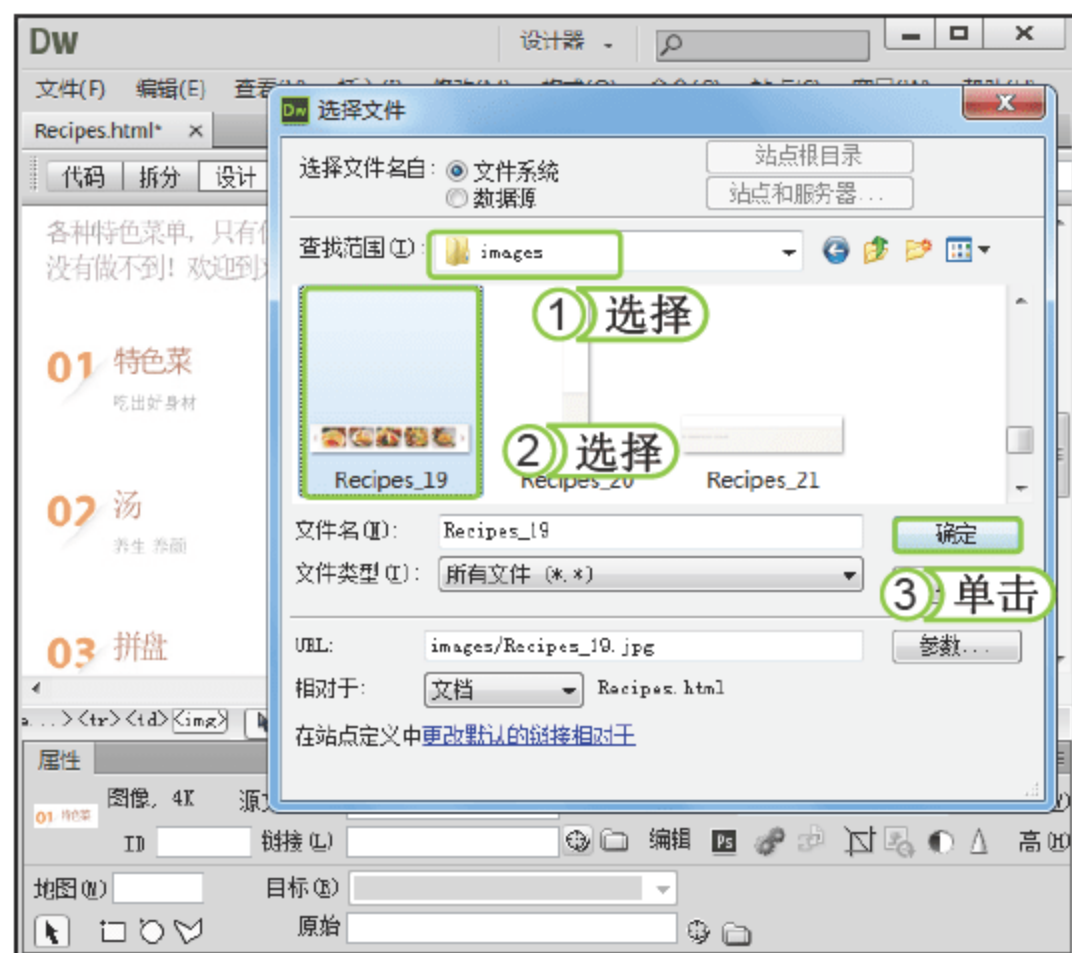 Dw
设计器
文件(F) 编辑(E)
Recipes.html* ×
代码 拆分 设计
各种特色菜单，只有
没有做不到！欢迎到
01 特色菜
吃出好身材
02 汤
养生 养颜
03 拼盘
<tr><td><img>
属性
图像, 4K
ID
链接(L)
编辑
Ps
高(H)
地图(M)
目标(R)
原始
Dw 选择文件
选择文件名自:
文件系统
数据源
站点根目录
站点和服务器...
查找范围(I): images
① 选择
② 选择
Recipes_19 Recipes_20 Recipes_21
文件名(N): Recipes_19
确定
文件类型(T): 所有文件 (*.*)
③ 单击
URL: images/Recipes_19.jpg
参数...
相对于: 文档 Recipes.html
在站点定义中更改默认的链接相对于